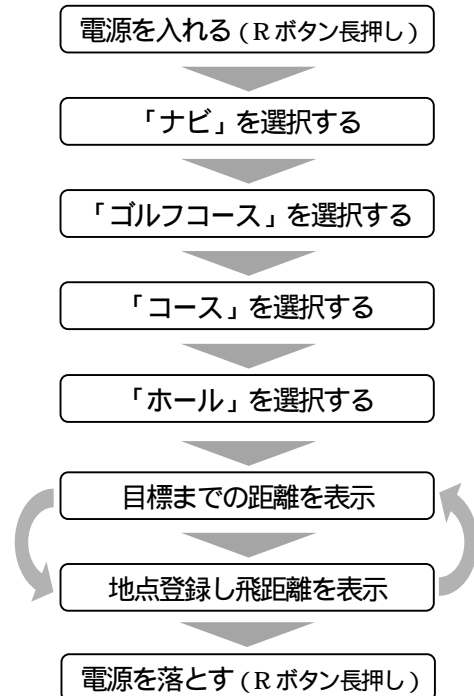 電源を入れる(Rボタン長押し)
「ナビ」を選択する
「ゴルフコース」を選択する
「コース」を選択する
「ホール」を選択する
目標までの距離を表示
地点登録し飛距離を表示
電源を落とす(Rボタン長押し)